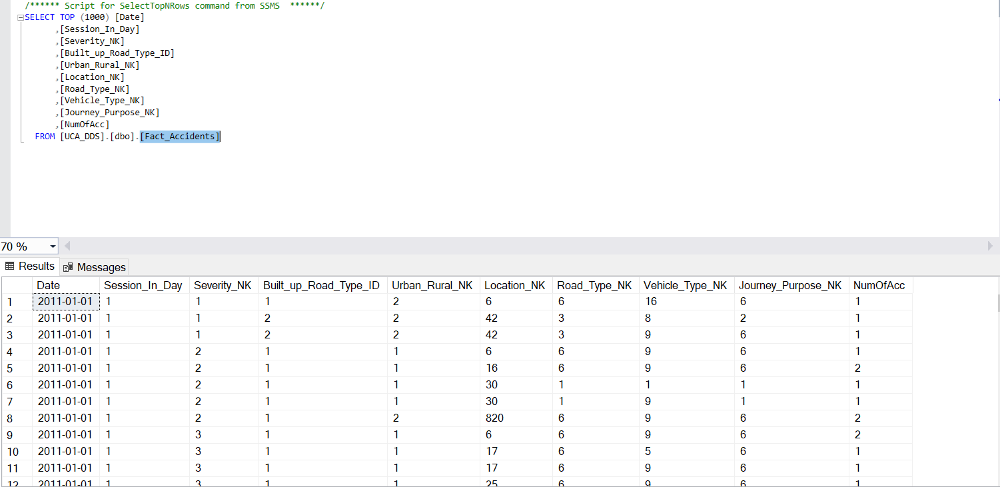 /****** Script for SelectTopNRows command from SSMS  ******/
SELECT TOP (1000) [Date]
,[Session_In_Day]
,[Severity_NK]
,[Built_up_Road_Type_ID]
,[Urban_Rural_NK]
,[Location_NK]
,[Road_Type_NK]
,[Vehicle_Type_NK]
,[Journey_Purpose_NK]
,[NumOfAcc]
FROM [UCA_DDS].[dbo].[Fact_Accidents]
70 %
Results Messages
Date Session_In_Day Severity_NK Built_up_Road_Type_ID Urban_Rural_NK Location_NK Road_Type_NK Vehicle_Type_NK Journey_Purpose_NK NumOfAcc
1 2011-01-01 1 1 1 2 6 6 16 6 1
2 2011-01-01 1 1 2 2 42 3 8 2 1
3 2011-01-01 1 1 2 2 42 3 9 6 1
4 2011-01-01 1 2 1 1 6 6 9 6 1
5 2011-01-01 1 2 1 1 16 6 9 6 2
6 2011-01-01 1 2 1 1 30 1 1 1 1
7 2011-01-01 1 2 1 1 30 1 9 1 1
8 2011-01-01 1 2 1 2 820 6 9 6 2
9 2011-01-01 1 3 1 1 6 6 9 6 2
10 2011-01-01 1 3 1 1 17 6 5 6 1
11 2011-01-01 1 3 1 1 17 6 9 6 1
12 2011-01-01 1 3 1 1 25 6 9 6 1